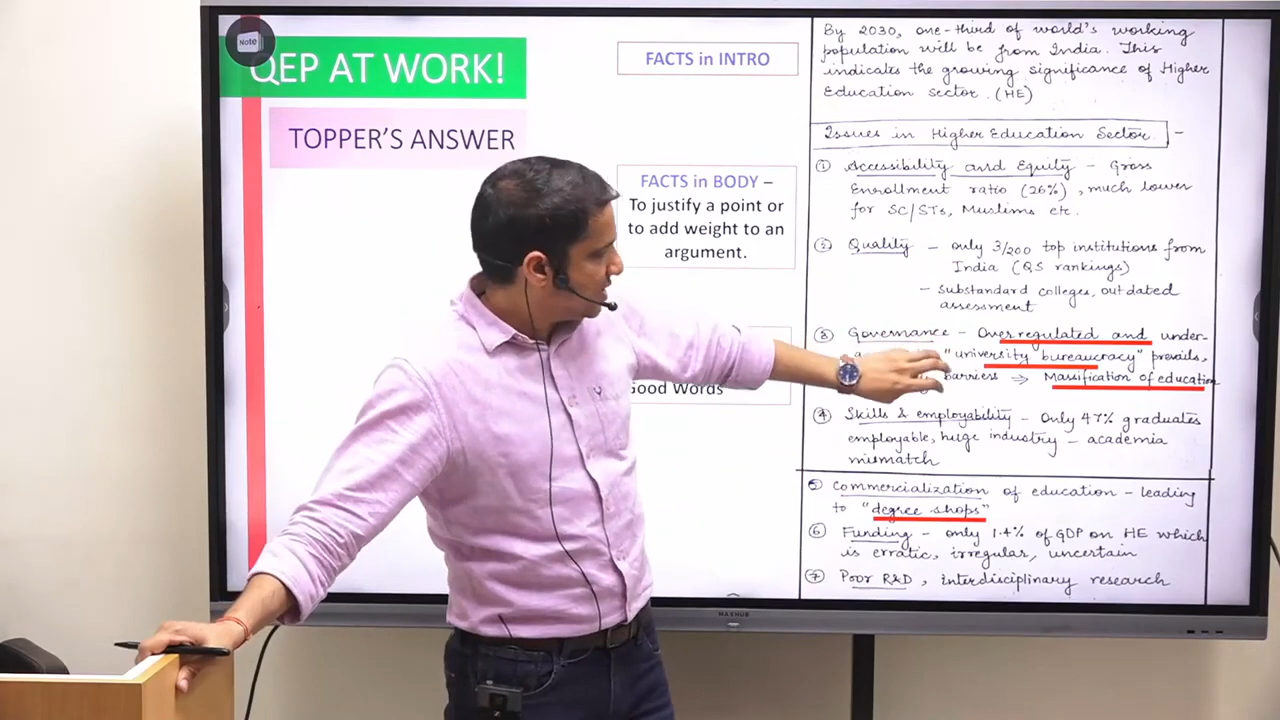 Note
QEP AT WORK!
TOPPER'S ANSWER
FACTS in INTRO
FACTS in BODY –
To justify a point or
to add weight to an
argument.
Good Words
By 2030, one-third of world's working
population will be from India. This
indicates the growing significance of Higher
Education sector. (HE)
Issues in Higher Education Sector -
① Accessibility and Equity - Gross
Enrollment ratio (26%), much lower
for SC/STs, Muslims etc.
② Quality - only 3/200 top institutions from
India (QS rankings)
- substandard colleges, outdated
assessment
③ Governance - Overregulated and under-
"university bureaucracy" prevails,
barriers → Massification of education
④ Skills & employability - Only 47% graduates
employable, huge industry - academia
mismatch
⑤ Commercialization of education - leading
to "degree shops"
⑥ Funding - only 1.4% of GDP on HE which
is erratic, irregular, uncertain
⑦ Poor R&D, interdisciplinary research
MAXHUB